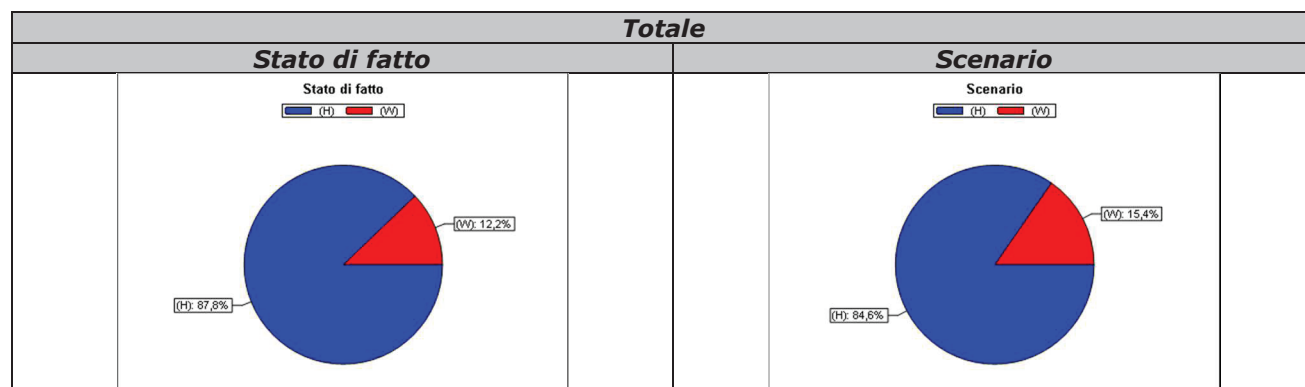 Totale
Stato di fatto Scenario
Stato di fatto
(H) (W)
(W): 12,2%
(H): 87,8%
Scenario
(H) (W)
(W): 15,4%
(H): 84,6%